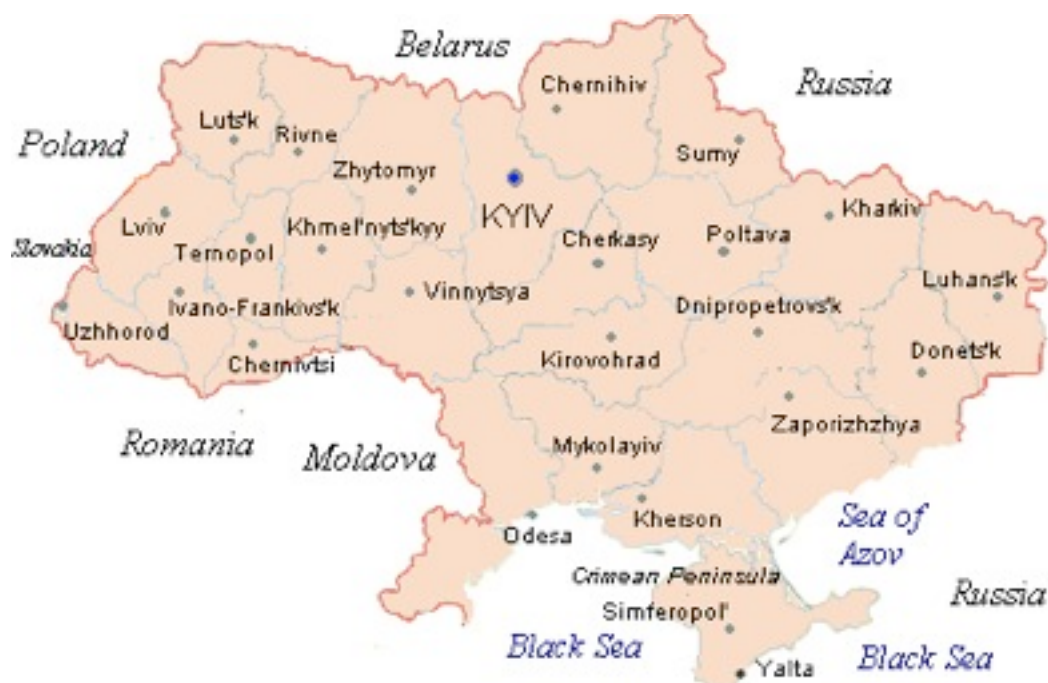 Belarus
Chernihiv
Russia
Luts'k
Rivne
Poland
Sumy
Zhytomyr
KYIV
Kharkiv
Lviv
Khmel'nyts'kyy
Cherkasy
Poltava
Slovakia
Ternopol
Luhans'k
Vinnytsya
Dnipropetrovs'k
Ivano-Frankivs'k
Uzhhorod
Donets'k
Kirovohrad
Chernivtsi
Zaporizhzhya
Romania
Mykolayiv
Moldova
Sea of
Azov
Kherson
Odesa
Crimean Peninsula
Russia
Simferopol'
Black Sea
Black Sea
Yalta